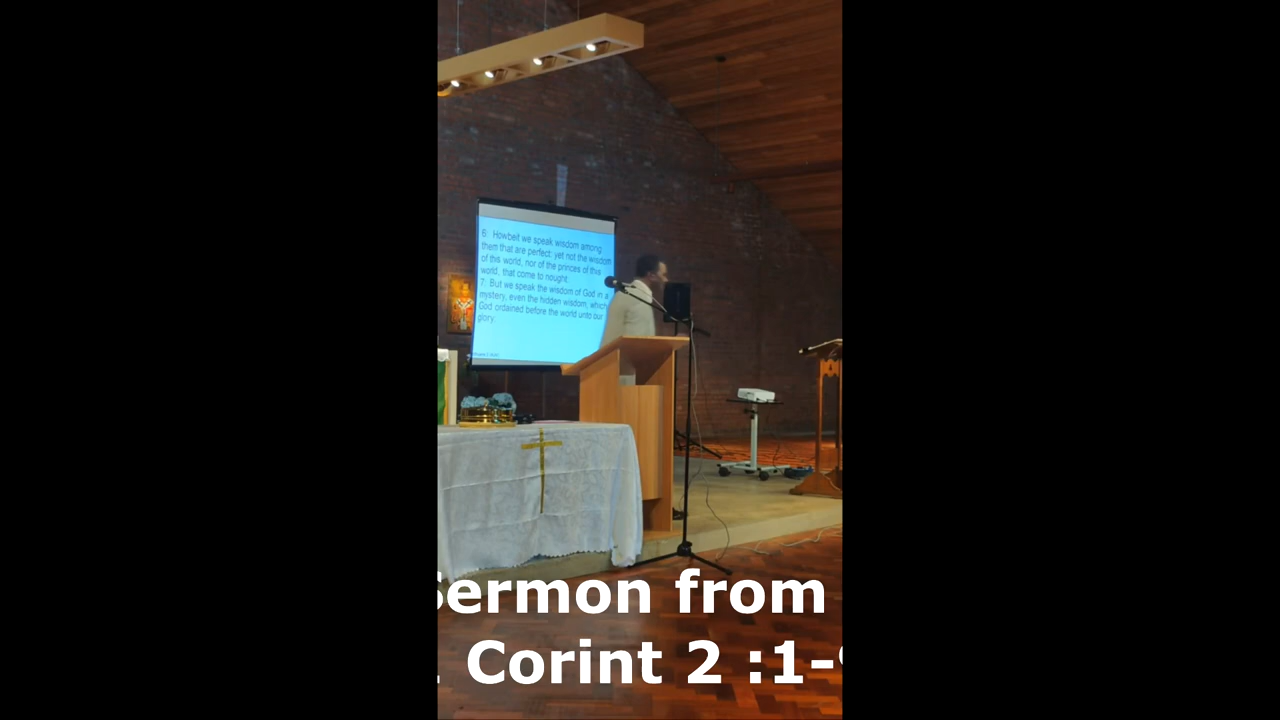 6: Howbeit we speak wisdom among
them that are perfect: yet not the wisdom
of this world, nor of the princes of this
world, that come to nought:
7: But we speak the wisdom of God in a
mystery, even the hidden wisdom, which
God ordained before the world unto our
glory:
Sermon from
Corint 2 :1-